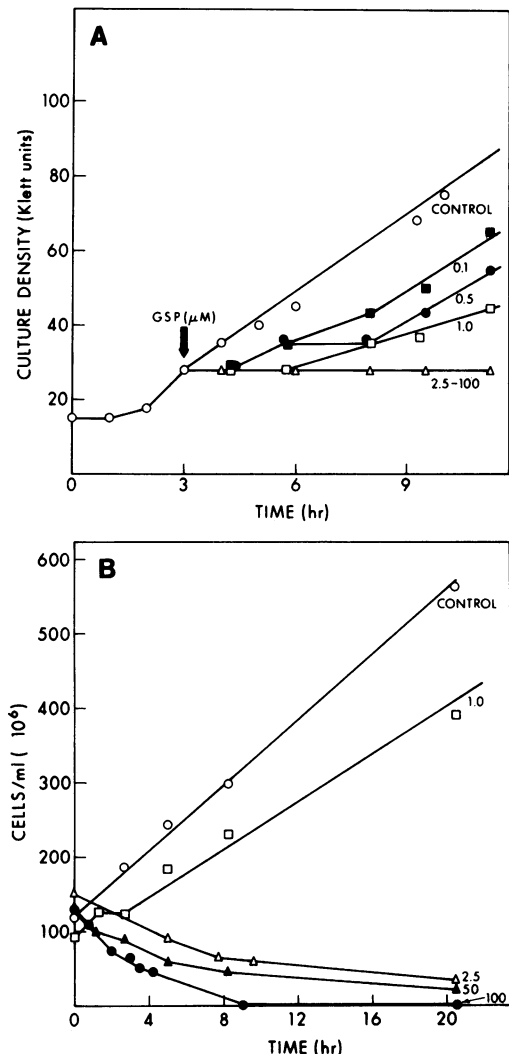 A
CULTURE DENSITY (Klett units)
100
80
60
40
20
0
GSP (μM)
CONTROL
0.1
0.5
1.0
2.5-100
0 3 6 9
TIME (hr)
B
CELLS/ml ( 10⁶)
600
500
400
300
200
100
CONTROL
1.0
2.5
50
100
0 4 8 12 16 20
TIME (hr)